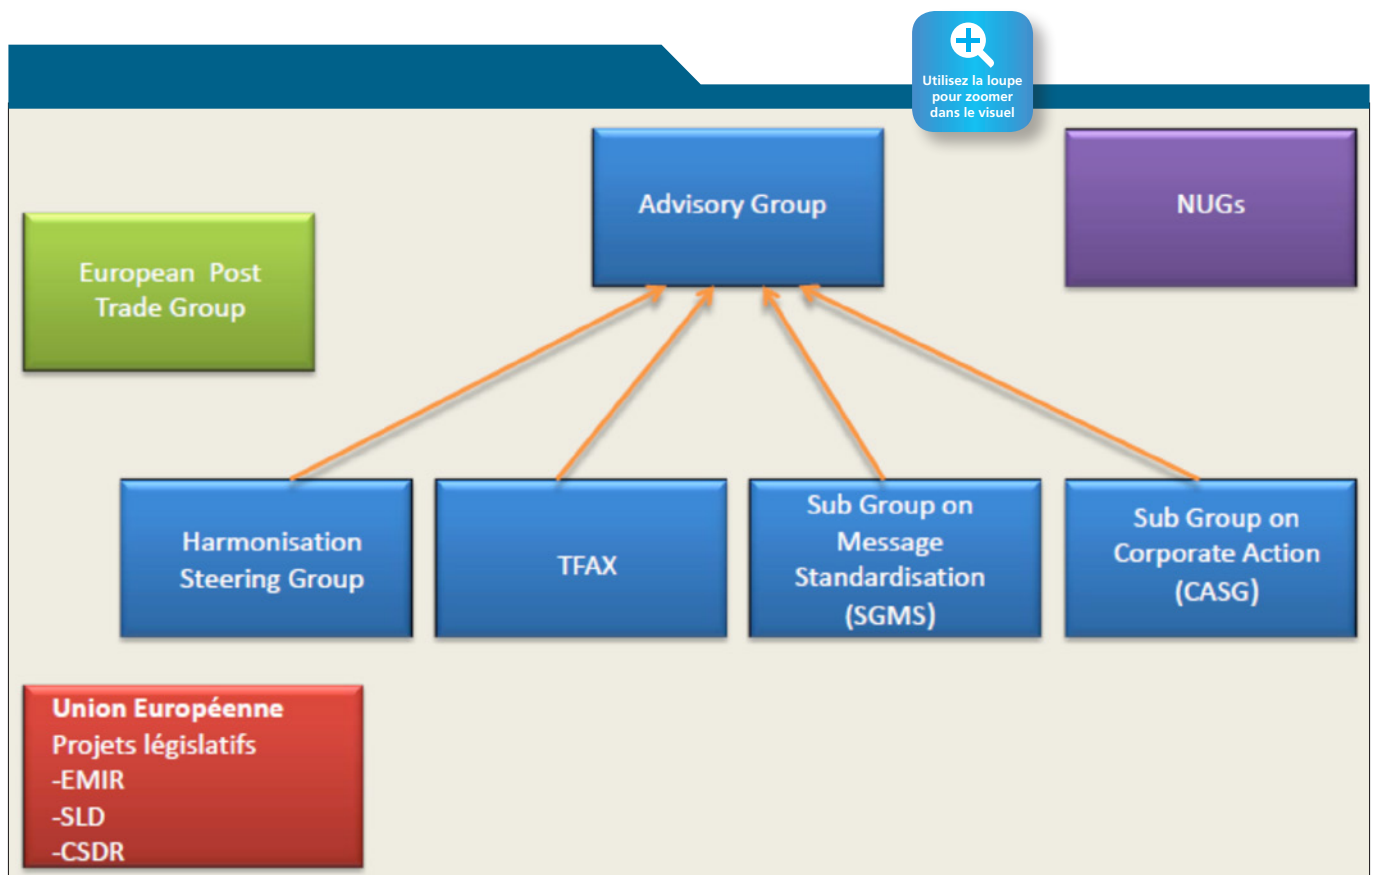 Utilisez la loupe
pour zoomer
dans le visuel
Advisory Group
NUGs
European Post
Trade Group
Harmonisation
Steering Group
TFAX
Sub Group on
Message
Standardisation
(SGMS)
Sub Group on
Corporate Action
(CASG)
Union Européenne
Projets législatifs
-EMIR
-SLD
-CSDR